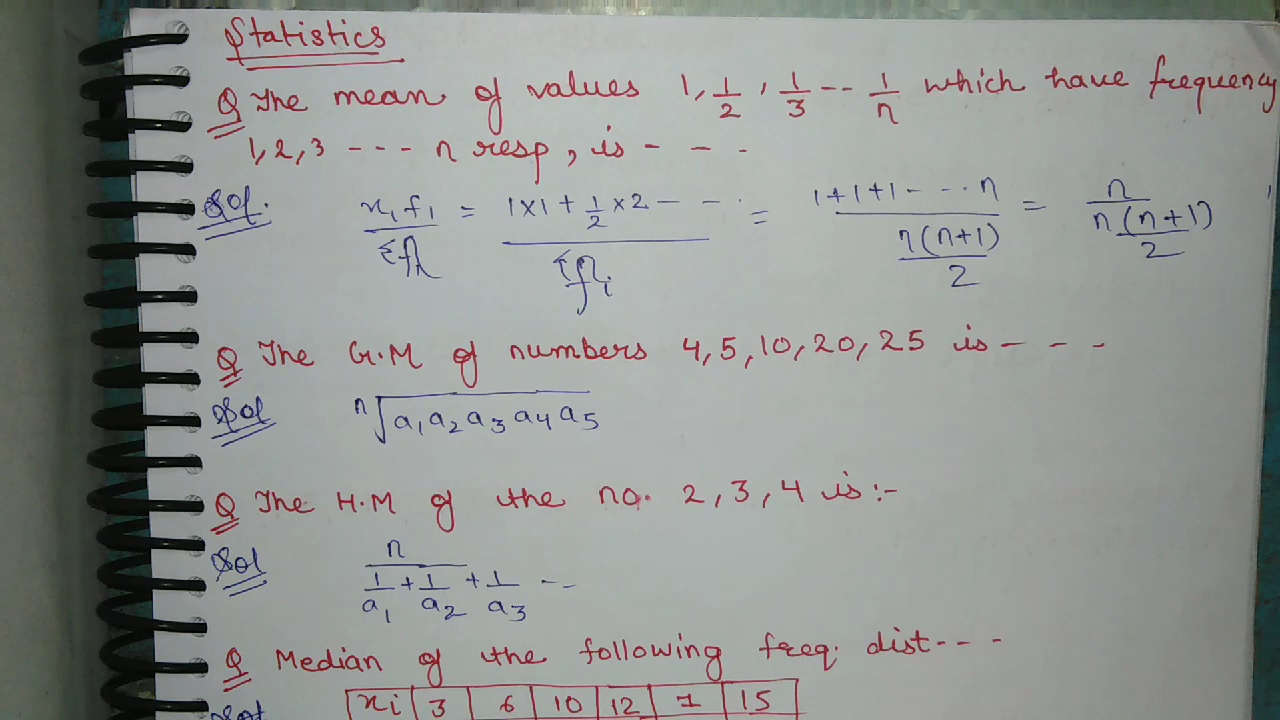 Statistics
Q The mean of values 1, 1/2, 1/3 -- 1/n which have frequency
1,2,3 --- n resp, is - - -
Sol. x₁f₁/Σfi = (1x1 + 1/2 x2 - - -)/Σfi = (1+1+1- - --n)/(n(n+1)/2) = n/(n(n+1)/2)
Q The G.M of numbers 4,5,10,20,25 is - - -
Sol ⁿ√a₁a₂a₃a₄a₅
Q The H.M of the no. 2,3,4 is:-
Sol n/(1/a₁ + 1/a₂ + 1/a₃ --)
Q Median of the following freq. dist---
Sol xi 3 6 10 12 7 15